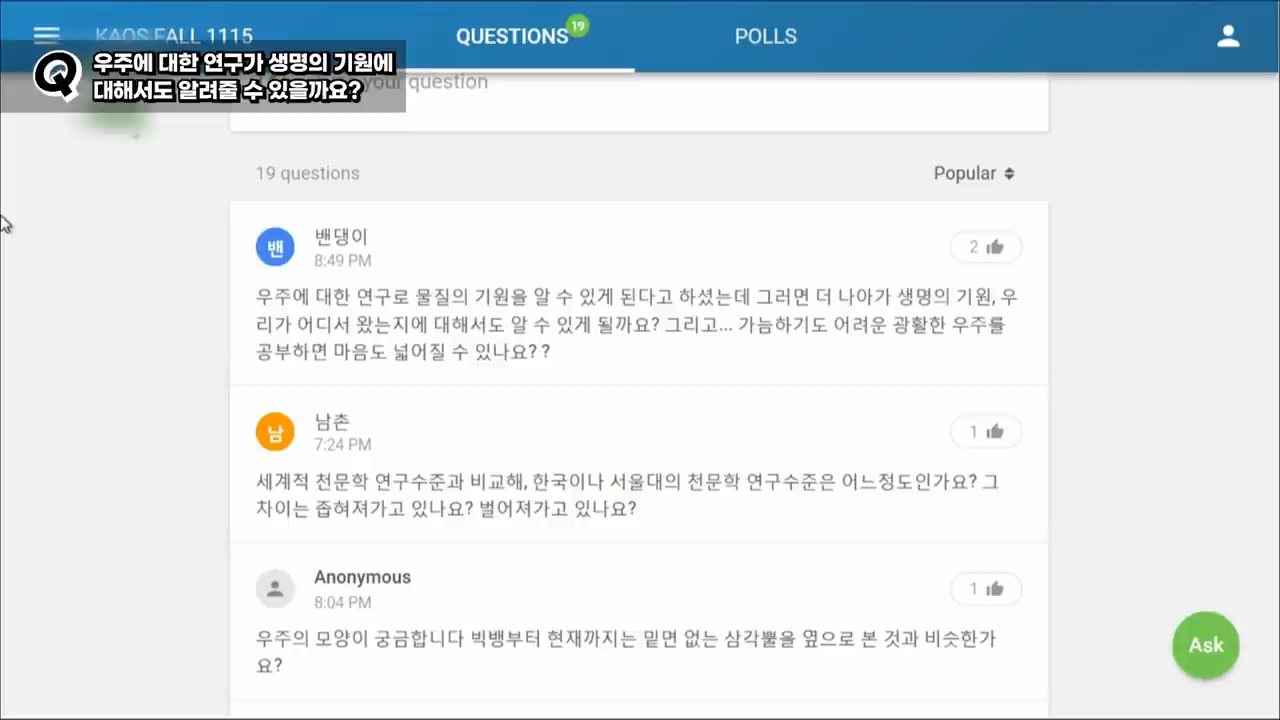 KAOS FALL 1115
QUESTIONS
19
POLLS
우주에 대한 연구가 생명의 기원에
대해서도 알려줄 수 있을까요?
your question
19 questions
Popular
밴
밴댕이
8:49 PM
2
우주에 대한 연구로 물질의 기원을 알 수 있게 된다고 하셨는데 그러면 더 나아가 생명의 기원, 우
리가 어디서 왔는지에 대해서도 알 수 있게 될까요? 그리고... 가늠하기도 어려운 광활한 우주를
공부하면 마음도 넓어질 수 있나요??
남
남촌
7:24 PM
1
세계적 천문학 연구수준과 비교해, 한국이나 서울대의 천문학 연구수준은 어느정도인가요? 그
차이는 좁혀져가고 있나요? 벌어져가고 있나요?
Anonymous
8:04 PM
1
우주의 모양이 궁금합니다 빅뱅부터 현재까지는 밑면 없는 삼각뿔을 옆으로 본 것과 비슷한가
요?
Ask